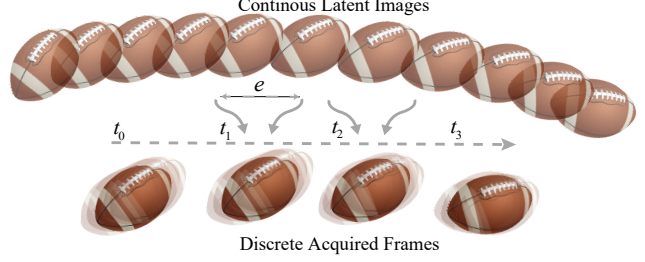 Continous Latent Images
e
t0 t1 t2 t3
Discrete Acquired Frames